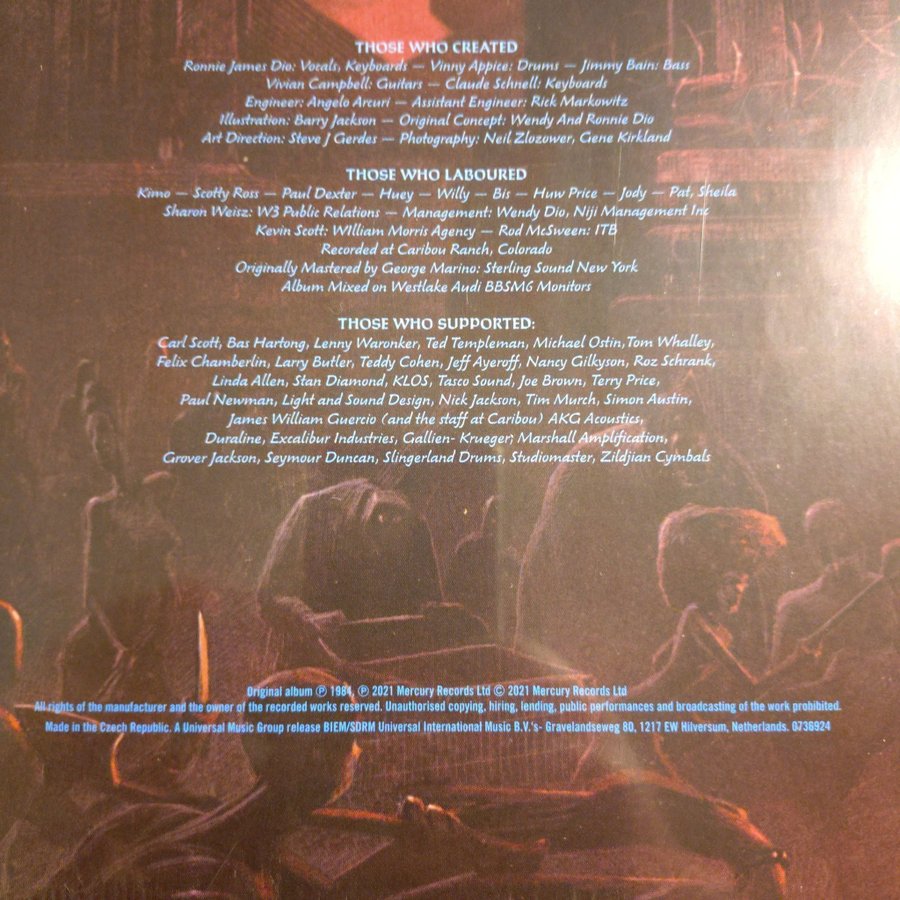 THOSE WHO CREATED
Ronnie James Dio: Vocals, Keyboards — Vinny Appice: Drums — Jimmy Bain: Bass
Vivian Campbell: Guitars — Claude Schnell: Keyboards
Engineer: Angelo Arcuri — Assistant Engineer: Rick Markowitz
Illustration: Barry Jackson — Original Concept: Wendy And Ronnie Dio
Art Direction: Steve J Gerdes — Photography: Neil Zlozower, Gene Kirkland
THOSE WHO LABOURED
Kimo — Scotty Ross — Paul Dexter — Huey — Willy — Bis — Huw Price — Jody — Pat, Sheila
Sharon Weisz: W3 Public Relations — Management: Wendy Dio, Niji Management Inc
Kevin Scott: WIlliam Morris Agency — Rod McSween: ITB
Recorded at Caribou Ranch, Colorado
Originally Mastered by George Marino: Sterling Sound New York
Album Mixed on Westlake Audi BBSM6 Monitors
THOSE WHO SUPPORTED:
Carl Scott, Bas Hartong, Lenny Waronker, Ted Templeman, Michael Ostin,Tom Whalley,
Felix Chamberlin, Larry Butler, Teddy Cohen, Jeff Ayeroff, Nancy Gilkyson, Roz Schrank,
Linda Allen, Stan Diamond, KLOS, Tasco Sound, Joe Brown, Terry Price,
Paul Newman, Light and Sound Design, Nick Jackson, Tim Murch, Simon Austin,
James William Guercio (and the staff at Caribou) AKG Acoustics,
Duraline, Excalibur Industries, Gallien- Krueger; Marshall Amplification,
Grover Jackson, Seymour Duncan, Slingerland Drums, Studiomaster, Zildjian Cymbals
Original album ℗ 1984, ℗ 2021 Mercury Records Ltd © 2021 Mercury Records Ltd
All rights of the manufacturer and the owner of the recorded works reserved. Unauthorised copying, hiring, lending, public performances and broadcasting of the work prohibited.
Made in the Czech Republic. A Universal Music Group release BIEM/SDRM Universal International Music B.V.'s- Gravelandseweg 80, 1217 EW Hilversum, Netherlands. 0736924